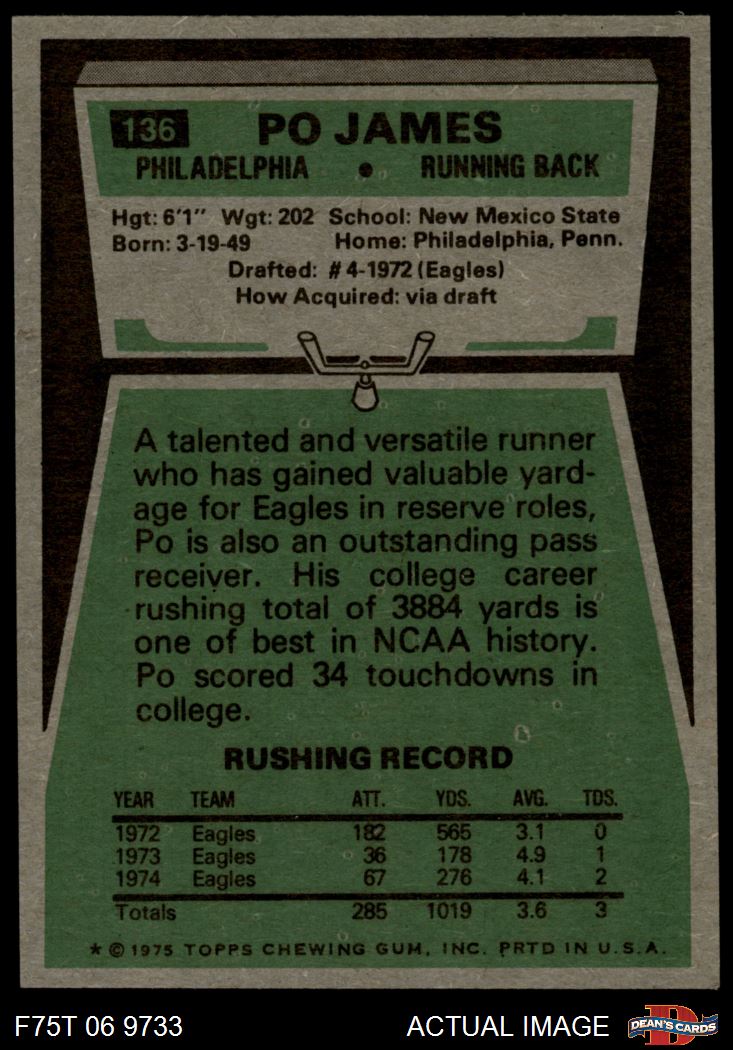 136 PO JAMES
PHILADELPHIA • RUNNING BACK
Hgt: 6'1" Wgt: 202 School: New Mexico State
Born: 3-19-49 Home: Philadelphia, Penn.
Drafted: #4-1972 (Eagles)
How Acquired: via draft
A talented and versatile runner
who has gained valuable yard-
age for Eagles in reserve roles,
Po is also an outstanding pass
receiver. His college career
rushing total of 3884 yards is
one of best in NCAA history.
Po scored 34 touchdowns in
college.
RUSHING RECORD
YEAR TEAM ATT. YDS. AVG. TDS.
1972 Eagles 182 565 3.1 0
1973 Eagles 36 178 4.9 1
1974 Eagles 67 276 4.1 2
Totals 285 1019 3.6 3
* © 1975 TOPPS CHEWING GUM, INC. PRTD IN U.S.A.
F75T 06 9733 ACTUAL IMAGE D DEAN'S CARDS